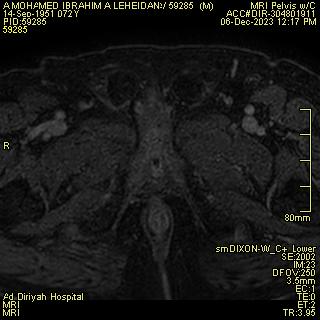 A MOHAMED IBRAHIM A LEHEIDAN:/ 59285 (M)
14-Sep-1951 072Y
PID:59285
59285
MRI Pelvis w/C
ACC#DIR-304801911
06-Dec-2023 12:17 PM
R
80mm
smDIXON-W_C+ Lower
SE:2002
IM:23
DFOV:250
3.5mm
EC:1
TE:0
ET:2
TR:3.95
Ad Diriyah Hospital
MRI
MRI